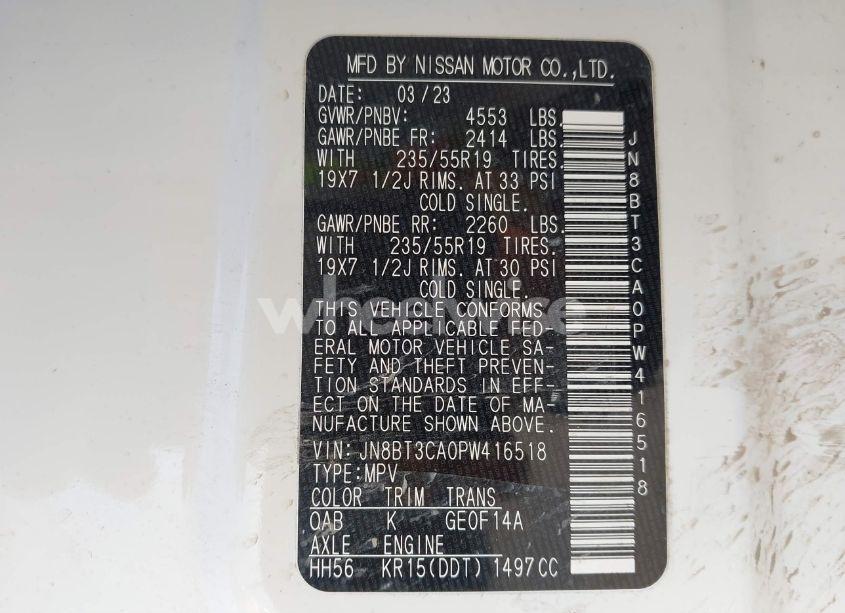 MFD BY NISSAN MOTOR CO.,LTD.
DATE: 03/23
GVWR/PNBV: 4553 LBS.
GAWR/PNBE FR: 2414 LBS.
WITH 235/55R19 TIRES.
19X7 1/2J RIMS. AT 33 PSI
COLD SINGLE.
GAWR/PNBE RR: 2260 LBS.
WITH 235/55R19 TIRES.
19X7 1/2J RIMS. AT 30 PSI
COLD SINGLE.
THIS VEHICLE CONFORMS
TO ALL APPLICABLE FED-
ERAL MOTOR VEHICLE SA-
FETY AND THEFT PREVEN-
TION STANDARDS IN EFF-
ECT ON THE DATE OF MA-
NUFACTURE SHOWN ABOVE.
VIN: JN8BT3CA0PW416518
TYPE:MPV
COLOR TRIM TRANS
QAB K GE0F14A
AXLE ENGINE
HH56 KR15(DDT) 1497CC
JN8BT3CA0PW416518